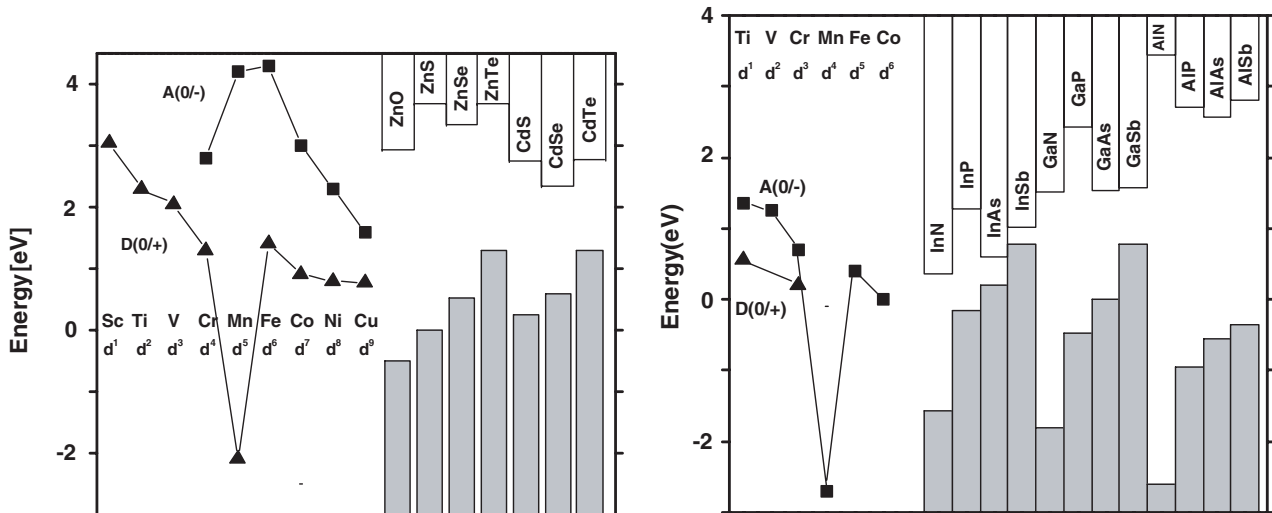 4
2
0
-2
Energy[eV]
A(0/-)
D(0/+)
Sc Ti V Cr Mn Fe Co Ni Cu
d1 d2 d3 d4 d5 d6 d7 d8 d9
ZnO
ZnS
ZnSe
ZnTe
CdS
CdSe
CdTe
4
2
0
-2
Energy(eV)
Ti V Cr Mn Fe Co
d1 d2 d3 d4 d5 d6
A(0/-)
D(0/+)
InN
InP
InAs
InSb
GaN
GaP
GaAs
GaSb
AlN
AlP
AlAs
AlSb